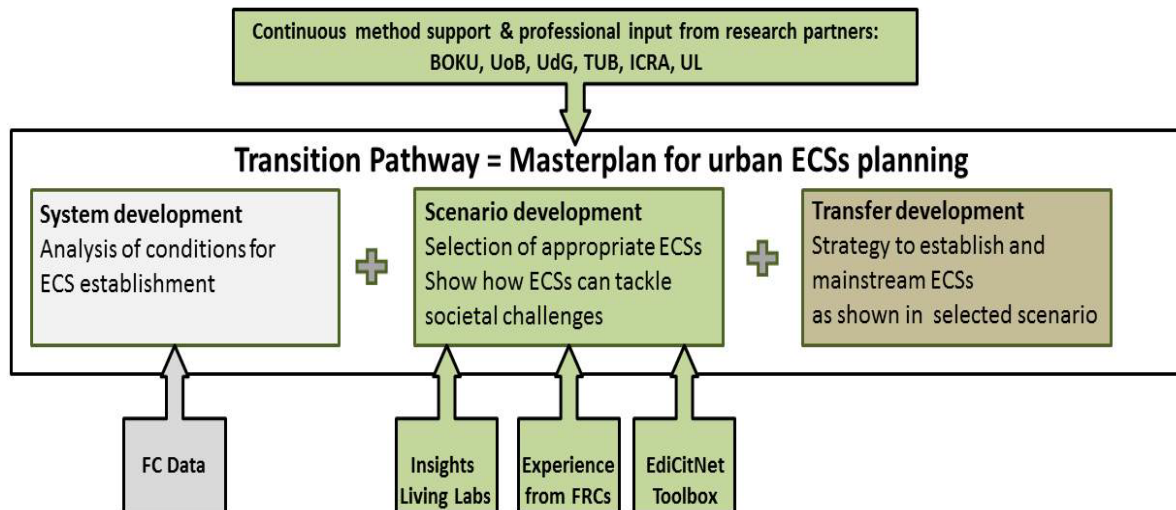 Continuous method support & professional input from research partners:
BOKU, UoB, UdG, TUB, ICRA, UL
Transition Pathway = Masterplan for urban ECSs planning
System development
Analysis of conditions for
ECS establishment
Scenario development
Selection of appropriate ECSs
Show how ECSs can tackle
societal challenges
Transfer development
Strategy to establish and
mainstream ECSs
as shown in selected scenario
FC Data
Insights
Living Labs
Experience
from FRCs
EdiCitNet
Toolbox